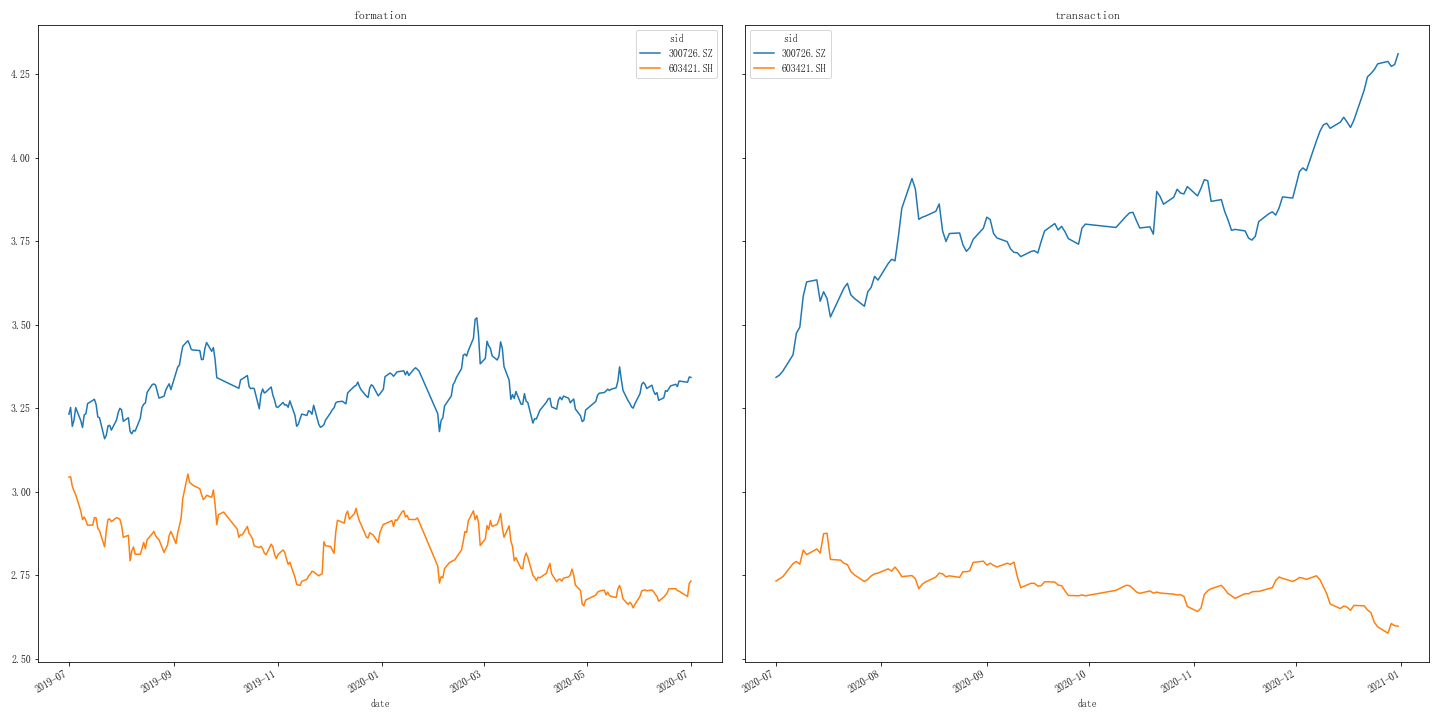 formation
sid
300726.SZ
603421.SH
4.25
4.00
3.75
3.50
3.25
3.00
2.75
2.50
2019-07
2019-09
2019-11
2020-01
2020-03
2020-05
2020-07
date
transaction
sid
300726.SZ
603421.SH
2020-07
2020-08
2020-09
2020-10
2020-11
2020-12
2021-01
date